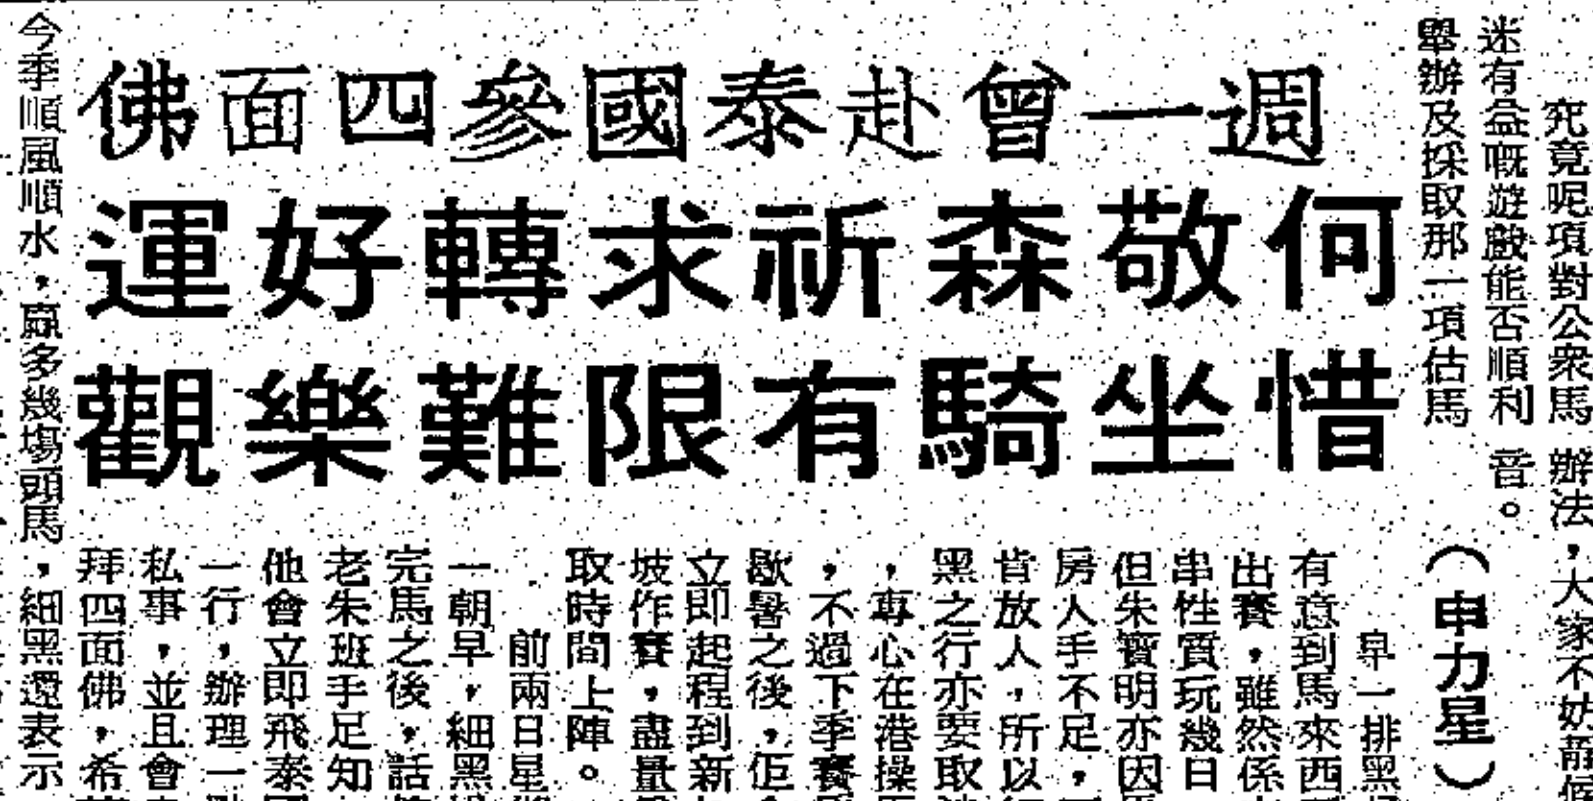 究竟呢項對公衆馬
迷有益嘅遊戲能否順利
舉辦及採取那一項估馬
辦法，大家不妨靜
音。
（申力星）
週一曾赴泰國參四面佛
何敬森祈求轉好運
惜坐騎有限難樂觀
早一排黑
有意到馬來西
出賽，雖然係
串性質玩幾日
但朱寶明亦因
房人手不足，
肯放人，所以
黑之行亦要取
，專心在港操
，不過下季賽
歇暑之後，佢
立即起程到新
坡作賽，盡量
取時間上陣。
前兩日星
一朝早，細黑
完馬之後，話
老朱班手足知
他會立即飛泰
一行，辦理一
私事，並且會
拜四面佛，希
今季順風順水，贏多幾塲頭馬，細黑還表示